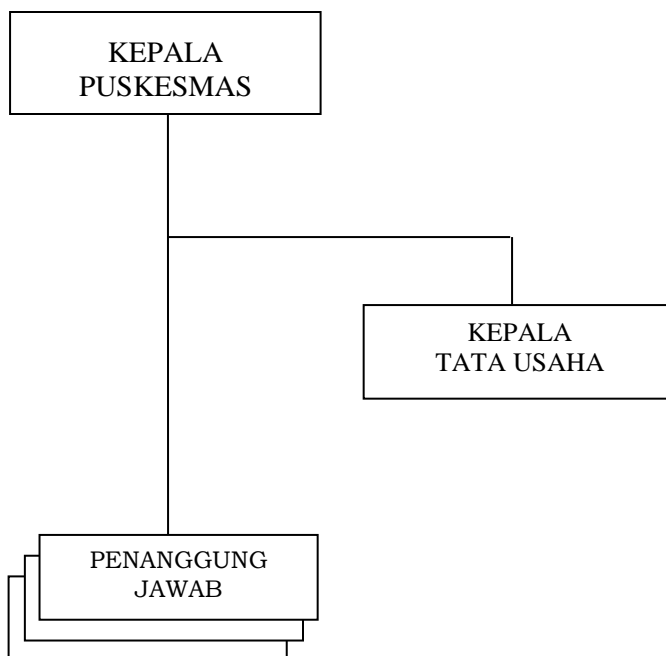 KEPALA
PUSKESMAS
KEPALA
TATA USAHA
PENANGGUNG
JAWAB